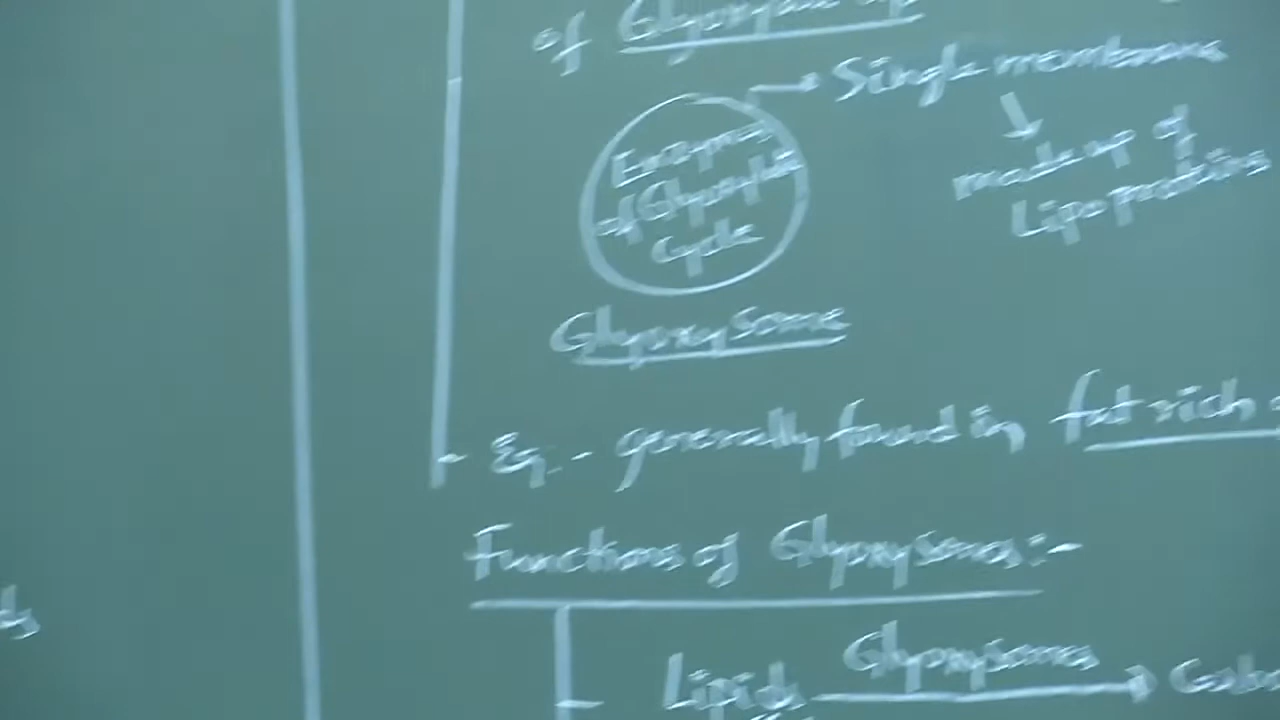 of Glyoxylate
Single membrane
made up of
Lipoproteins
Enzymes
of Glyoxylate
Cycle
Glyoxysome
Eg:- generally found in fat rich
Functions of Glyoxysomes:-
Lipids Glyoxysomes